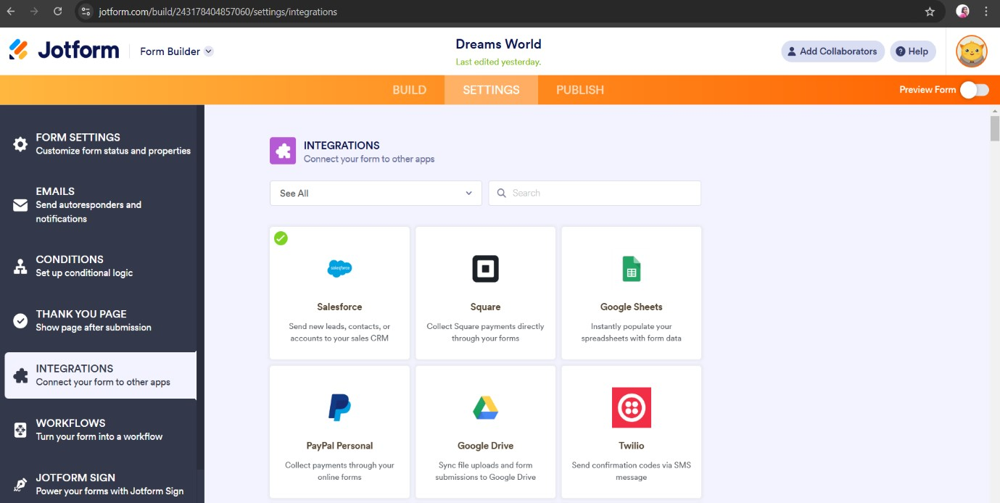 jotform.com/build/243178404857060/settings/integrations
Jotform
Form Builder
Dreams World
Last edited yesterday.
Add Collaborators
Help
BUILD
SETTINGS
PUBLISH
Preview Form
FORM SETTINGS
Customize form status and properties
EMAILS
Send autoresponders and
notifications
CONDITIONS
Set up conditional logic
THANK YOU PAGE
Show page after submission
INTEGRATIONS
Connect your form to other apps
WORKFLOWS
Turn your form into a workflow
JOTFORM SIGN
Power your forms with Jotform Sign
INTEGRATIONS
Connect your form to other apps
See All
Search
salesforce
Salesforce
Send new leads, contacts, or
accounts to your sales CRM
Square
Collect Square payments directly
through your forms
Google Sheets
Instantly populate your
spreadsheets with form data
PayPal Personal
Collect payments through your
online forms
Google Drive
Sync file uploads and form
submissions to Google Drive
Twilio
Send confirmation codes via SMS
message